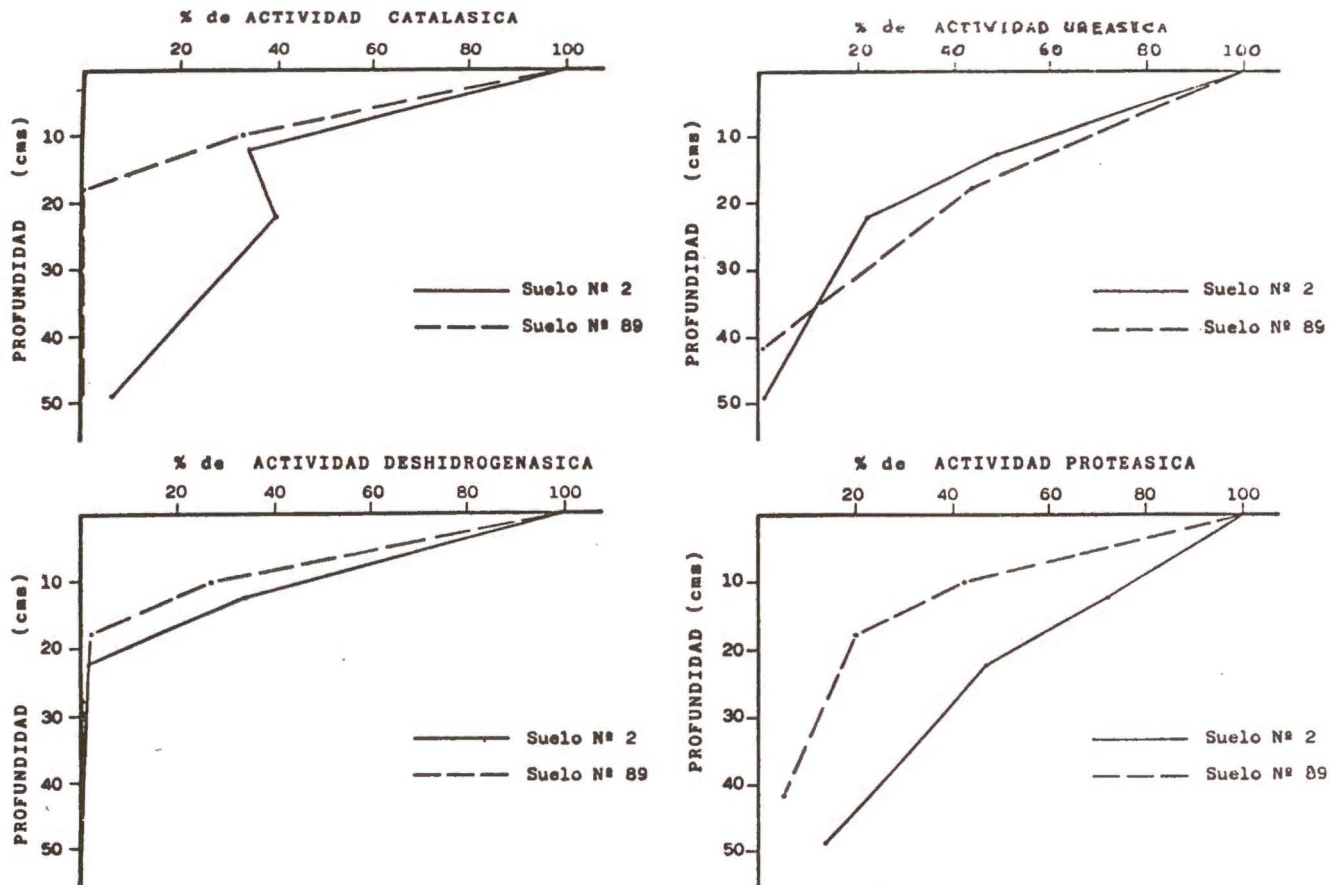 % de ACTIVIDAD CATALASICA
20 40 60 80 100
PROFUNDIDAD (cms)
10
20
30
40
50
Suelo Nº 2
Suelo Nº 89
% de ACTIVIDAD UREASICA
20 40 60 80 100
PROFUNDIDAD (cms)
10
20
30
40
50
Suelo Nº 2
Suelo Nº 89
% de ACTIVIDAD DESHIDROGENASICA
20 40 60 80 100
PROFUNDIDAD (cms)
10
20
30
40
50
Suelo Nº 2
Suelo Nº 89
% de ACTIVIDAD PROTEASICA
20 40 60 80 100
PROFUNDIDAD (cms)
10
20
30
40
50
Suelo Nº 2
Suelo Nº 89